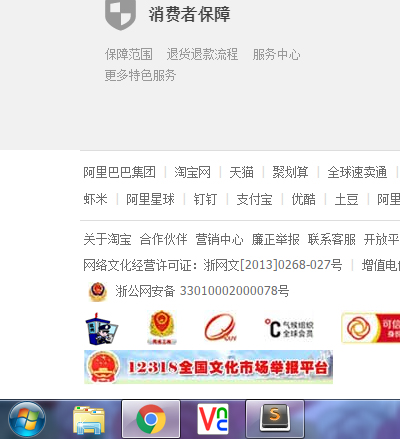 消费者保障
保障范围 退货退款流程 服务中心
更多特色服务
阿里巴巴集团 | 淘宝网 | 天猫 | 聚划算 | 全球速卖通 |
虾米 | 阿里星球 | 钉钉 | 支付宝 | 优酷 | 土豆 | 阿里
关于淘宝 合作伙伴 营销中心 廉正举报 联系客服 开放平
网络文化经营许可证：浙网文[2013]0268-027号 | 增值电
浙公网安备 33010002000078号
气候组织
全球会员
可信
12318全国文化市场举报平台
VNC
S